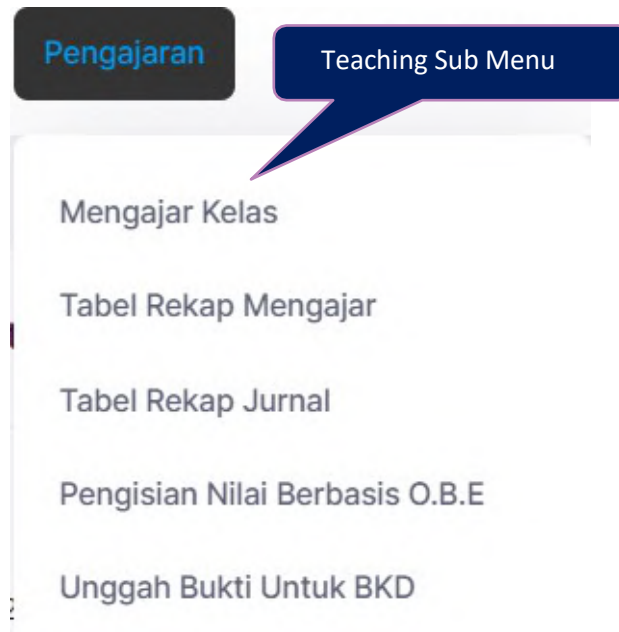 Pengajaran
Teaching Sub Menu
Mengajar Kelas
Tabel Rekap Mengajar
Tabel Rekap Jurnal
Pengisian Nilai Berbasis O.B.E
Unggah Bukti Untuk BKD